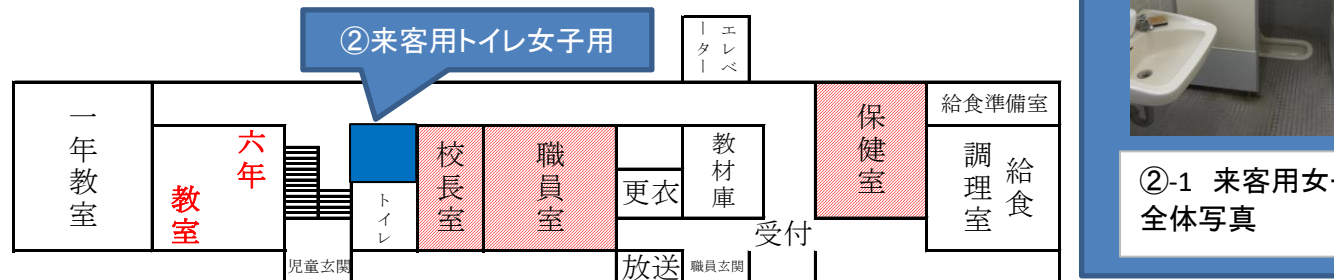 ②来客用トイレ女子用
エレベーター
一年教室
六年教室
児童玄関
トイレ
校長室
職員室
更衣
放送
教材庫
職員玄関
受付
保健室
給食準備室
給食調理室
②-1 来客用女
全体写真